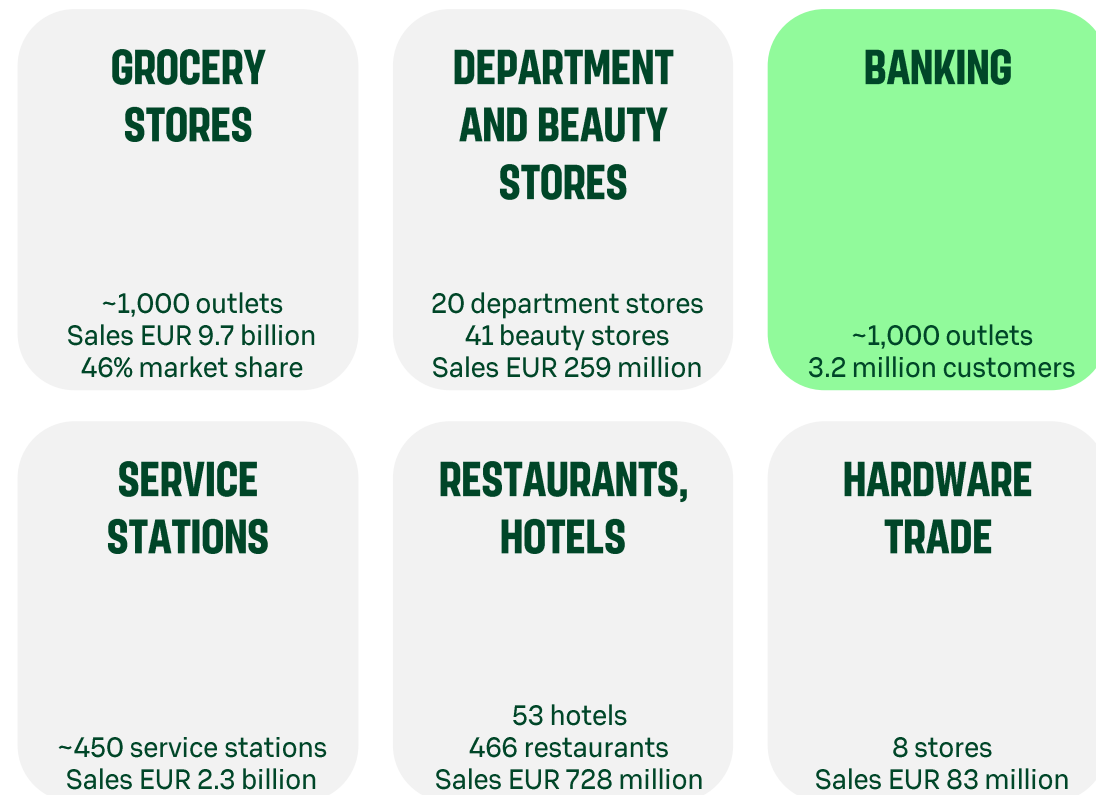 GROCERY
STORES
~1,000 outlets
Sales EUR 9.7 billion
46% market share
DEPARTMENT
AND BEAUTY
STORES
20 department stores
41 beauty stores
Sales EUR 259 million
BANKING
~1,000 outlets
3.2 million customers
SERVICE
STATIONS
~450 service stations
Sales EUR 2.3 billion
RESTAURANTS,
HOTELS
53 hotels
466 restaurants
Sales EUR 728 million
HARDWARE
TRADE
8 stores
Sales EUR 83 million